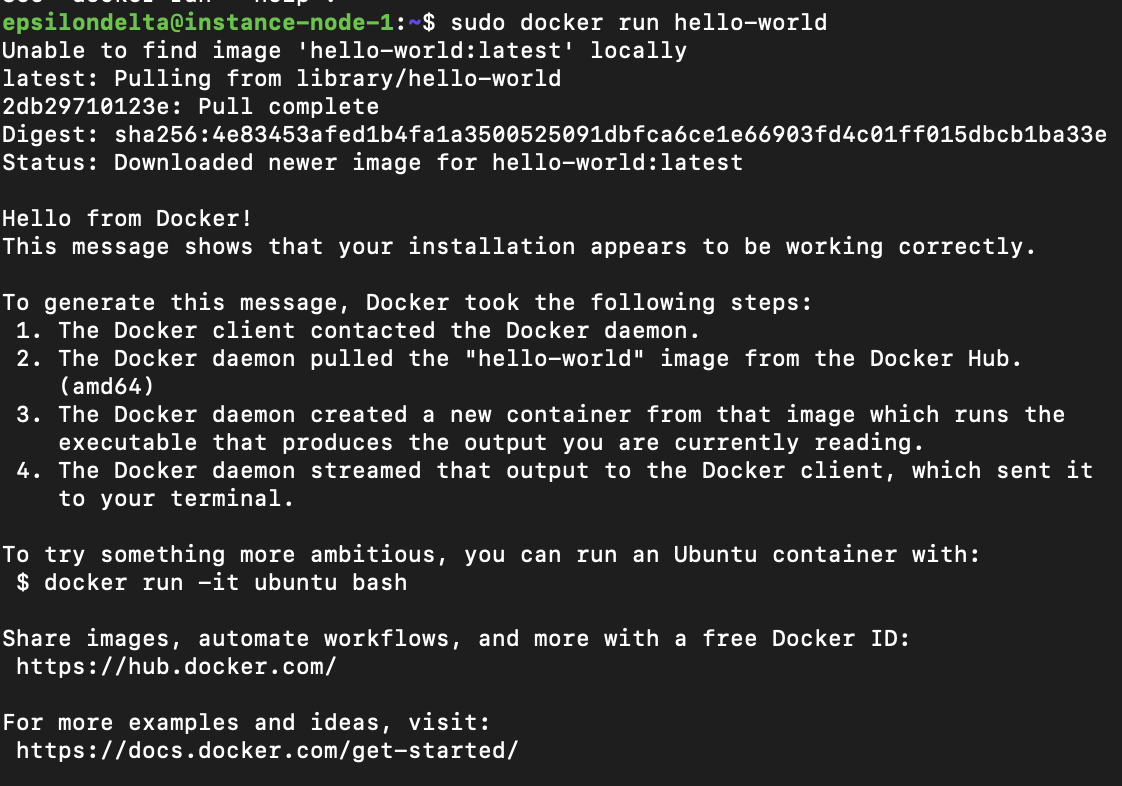 epsilondelta@instance-node-1:~$ sudo docker run hello-world
Unable to find image 'hello-world:latest' locally
latest: Pulling from library/hello-world
2db29710123e: Pull complete
Digest: sha256:4e83453afed1b4fa1a3500525091dbfca6ce1e66903fd4c01ff015dbcb1ba33e
Status: Downloaded newer image for hello-world:latest

Hello from Docker!
This message shows that your installation appears to be working correctly.

To generate this message, Docker took the following steps:
 1. The Docker client contacted the Docker daemon.
 2. The Docker daemon pulled the "hello-world" image from the Docker Hub.
    (amd64)
 3. The Docker daemon created a new container from that image which runs the
    executable that produces the output you are currently reading.
 4. The Docker daemon streamed that output to the Docker client, which sent it
    to your terminal.

To try something more ambitious, you can run an Ubuntu container with:
 $ docker run -it ubuntu bash

Share images, automate workflows, and more with a free Docker ID:
 https://hub.docker.com/

For more examples and ideas, visit:
 https://docs.docker.com/get-started/